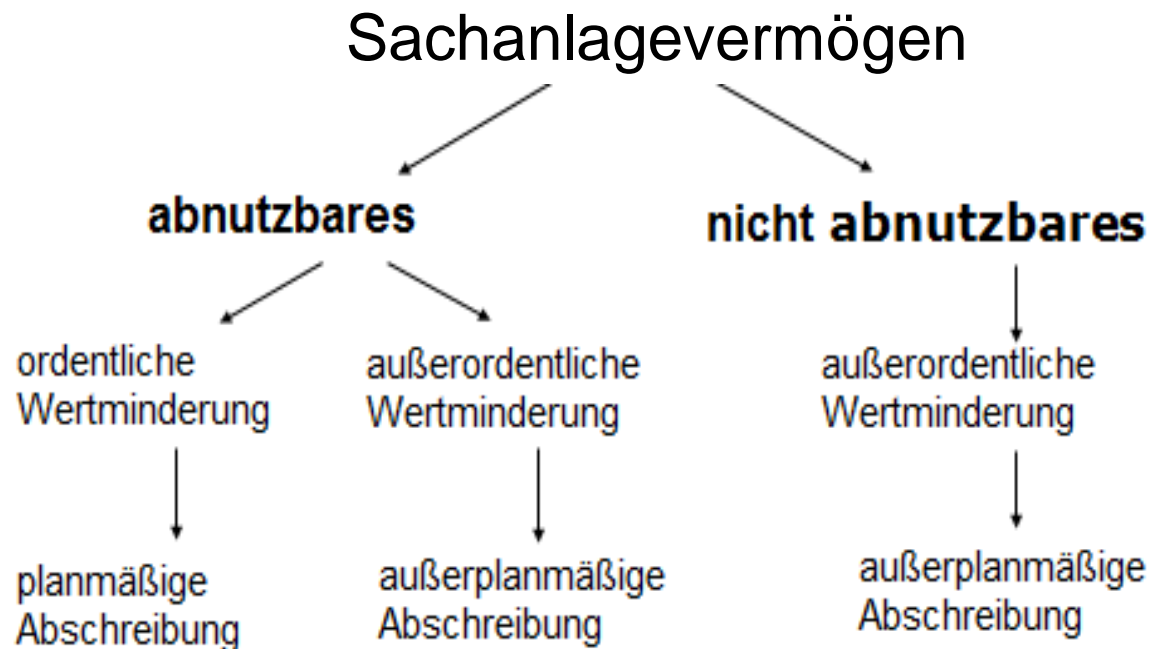 Sachanlagevermögen
abnutzbares
nicht abnutzbares
ordentliche
Wertminderung
außerordentliche
Wertminderung
außerordentliche
Wertminderung
planmäßige
Abschreibung
außerplanmäßige
Abschreibung
außerplanmäßige
Abschreibung